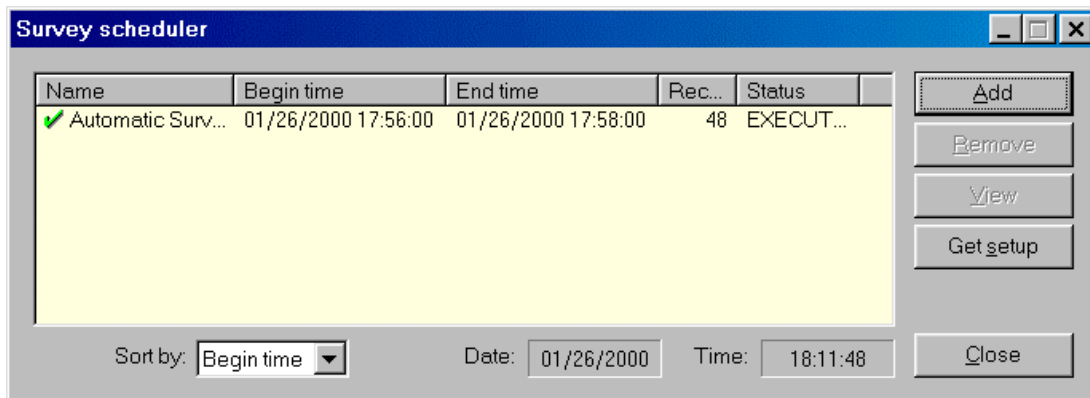 Survey scheduler
Name Begin time End time Rec... Status
Automatic Surv... 01/26/2000 17:56:00 01/26/2000 17:58:00 48 EXECUT...
Add
Remove
View
Get setup
Sort by: Begin time Date: 01/26/2000 Time: 18:11:48 Close